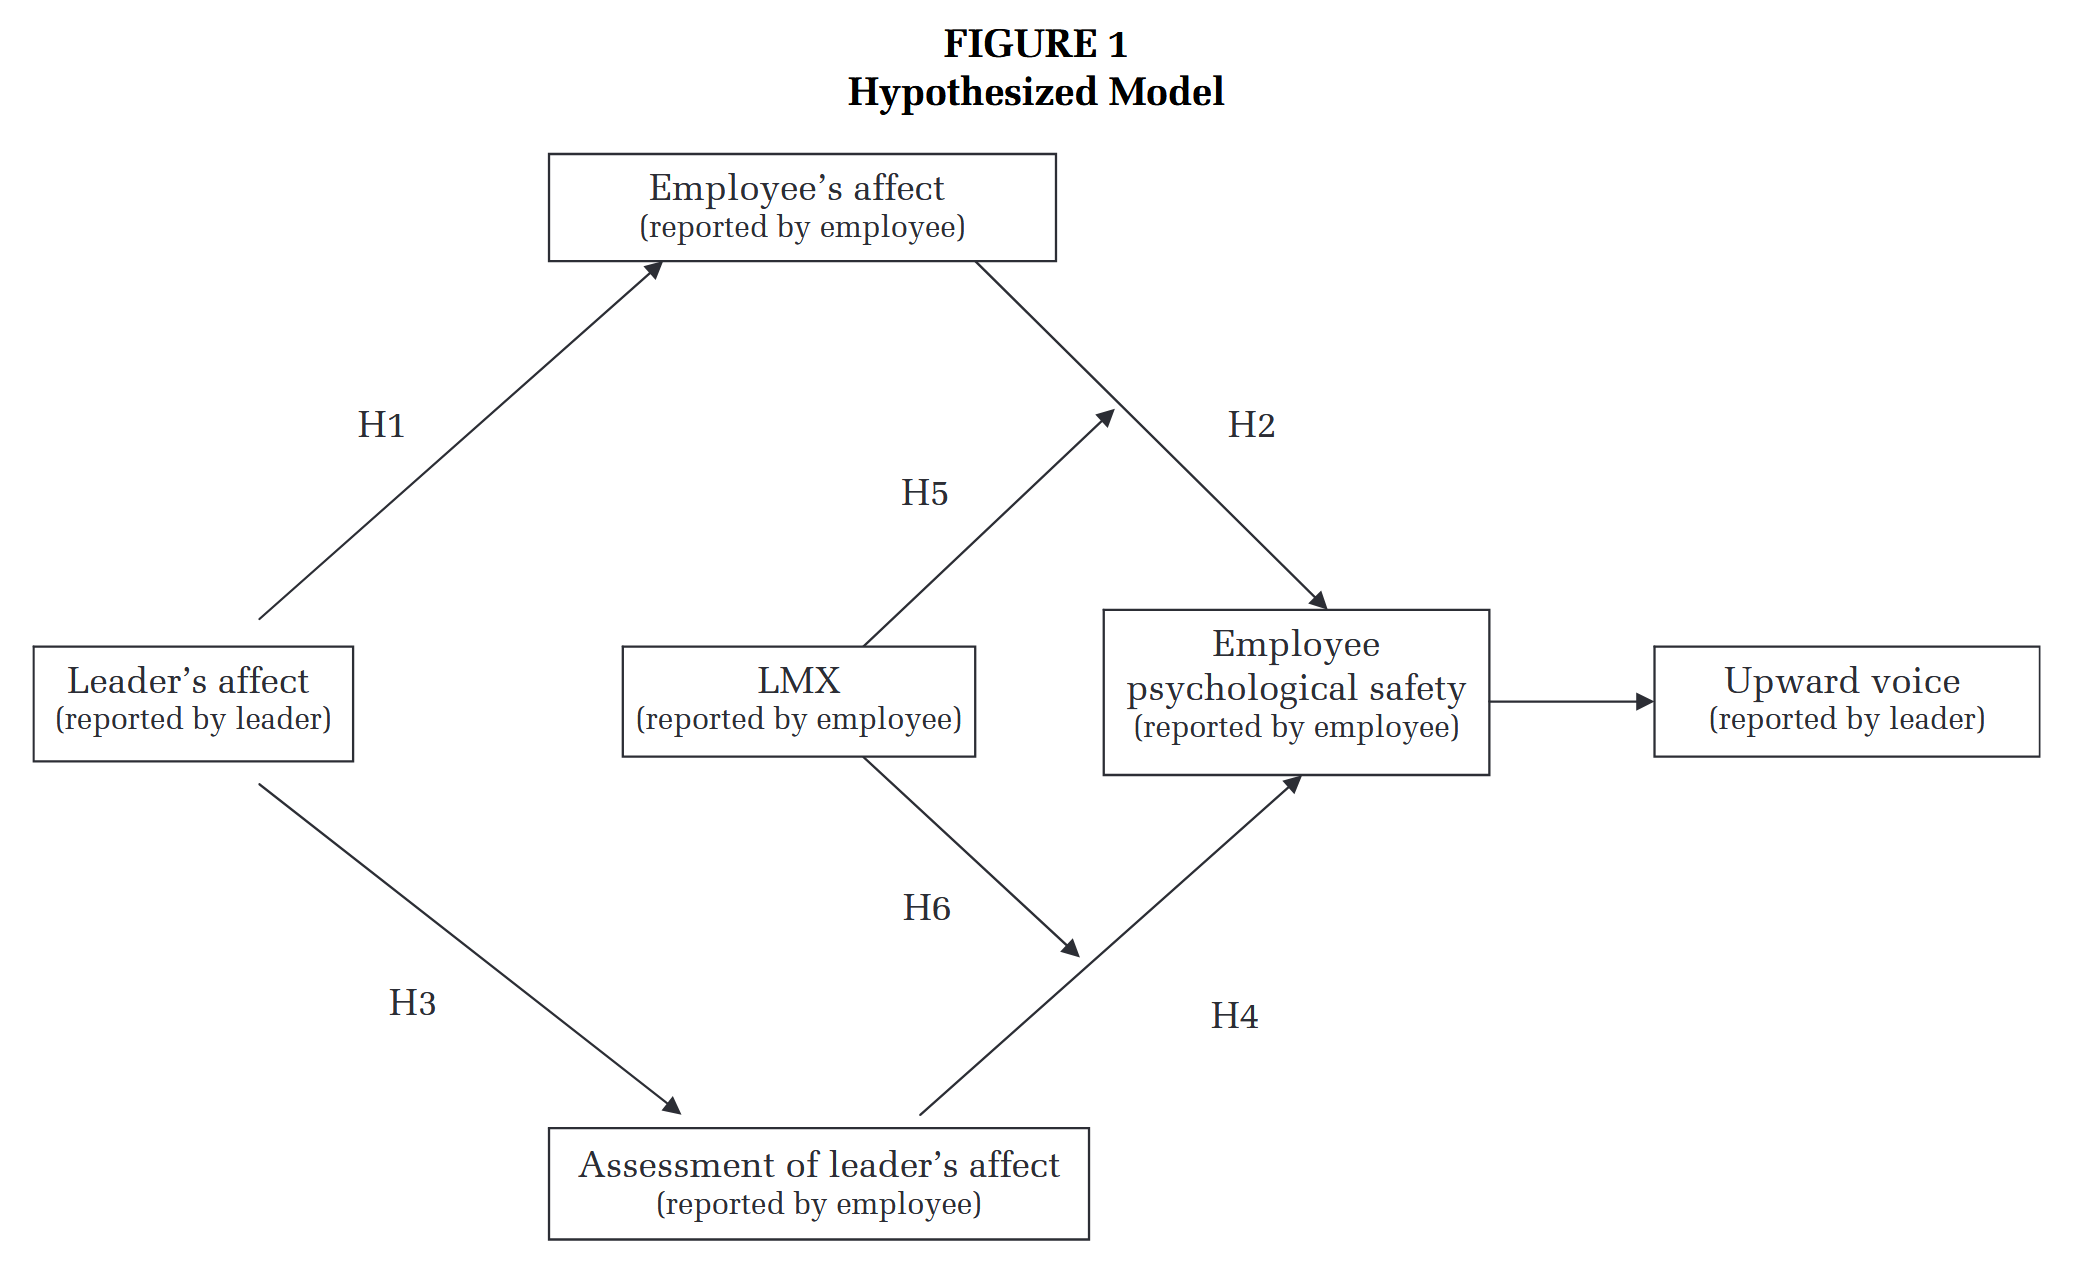 FIGURE 1
Hypothesized Model
Employee’s affect
(reported by employee)
H1
H2
H5
Leader’s affect
(reported by leader)
LMX
(reported by employee)
Employee
psychological safety
(reported by employee)
Upward voice
(reported by leader)
H6
H3
H4
Assessment of leader’s affect
(reported by employee)